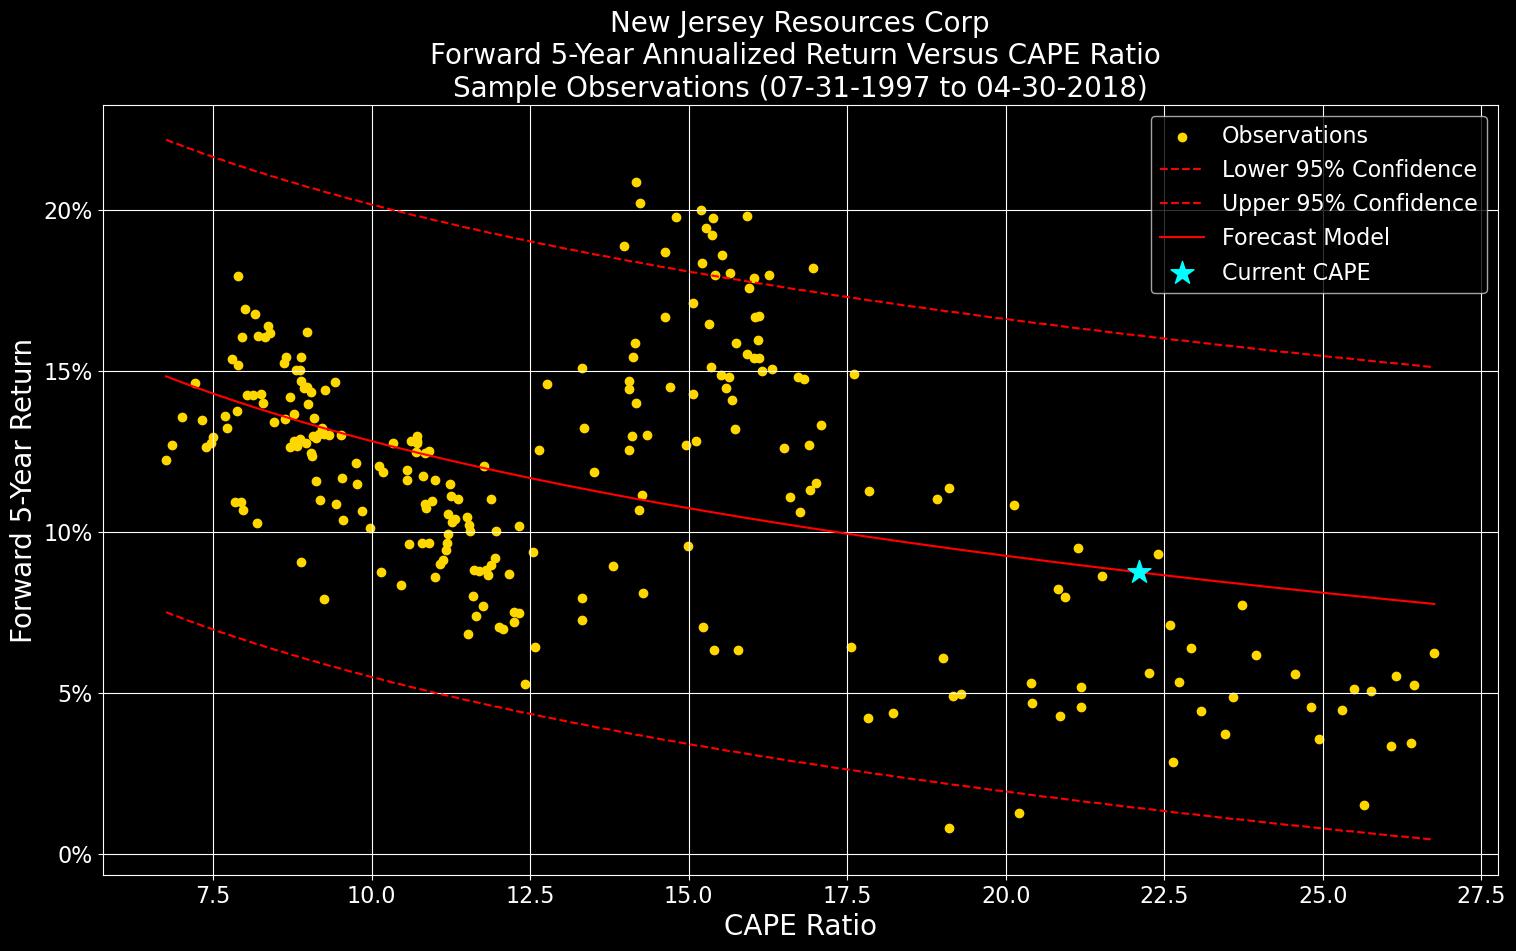 New Jersey Resources Corp
Forward 5-Year Annualized Return Versus CAPE Ratio
Sample Observations (07-31-1997 to 04-30-2018)
Observations
Lower 95% Confidence
Upper 95% Confidence
Forecast Model
Current CAPE
Forward 5-Year Return
20%
15%
10%
5%
0%
7.5 10.0 12.5 15.0 17.5 20.0 22.5 25.0 27.5
CAPE Ratio